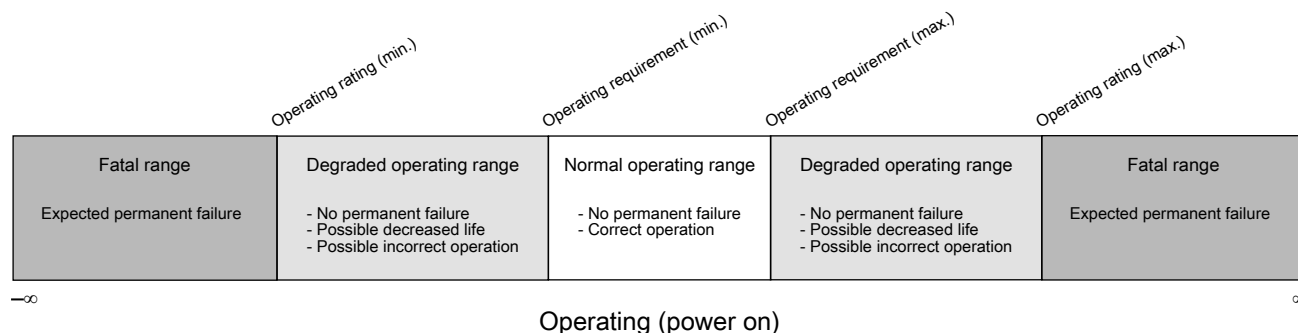 Operating rating (min.)
Operating requirement (min.)
Operating requirement (max.)
Operating rating (max.)
Fatal range
Expected permanent failure
Degraded operating range
- No permanent failure
- Possible decreased life
- Possible incorrect operation
Normal operating range
- No permanent failure
- Correct operation
Degraded operating range
- No permanent failure
- Possible decreased life
- Possible incorrect operation
Fatal range
Expected permanent failure
–∞
Operating (power on)